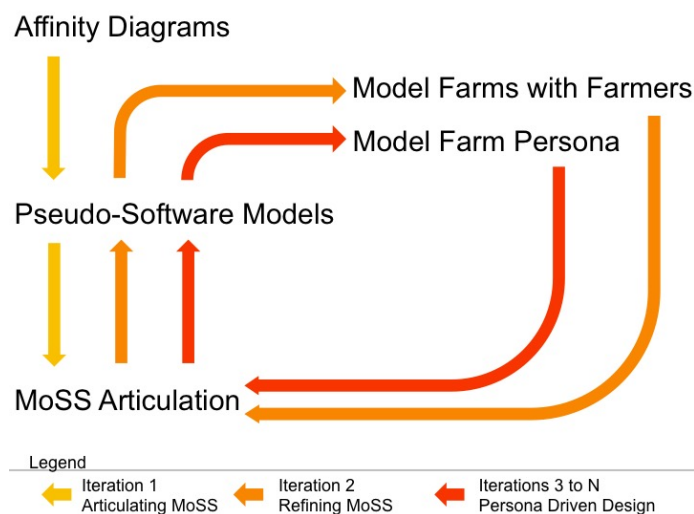 Affinity Diagrams
Model Farms with Farmers
Model Farm Persona
Pseudo-Software Models
MoSS Articulation
Legend
Iteration 1
Articulating MoSS
Iteration 2
Refining MoSS
Iterations 3 to N
Persona Driven Design